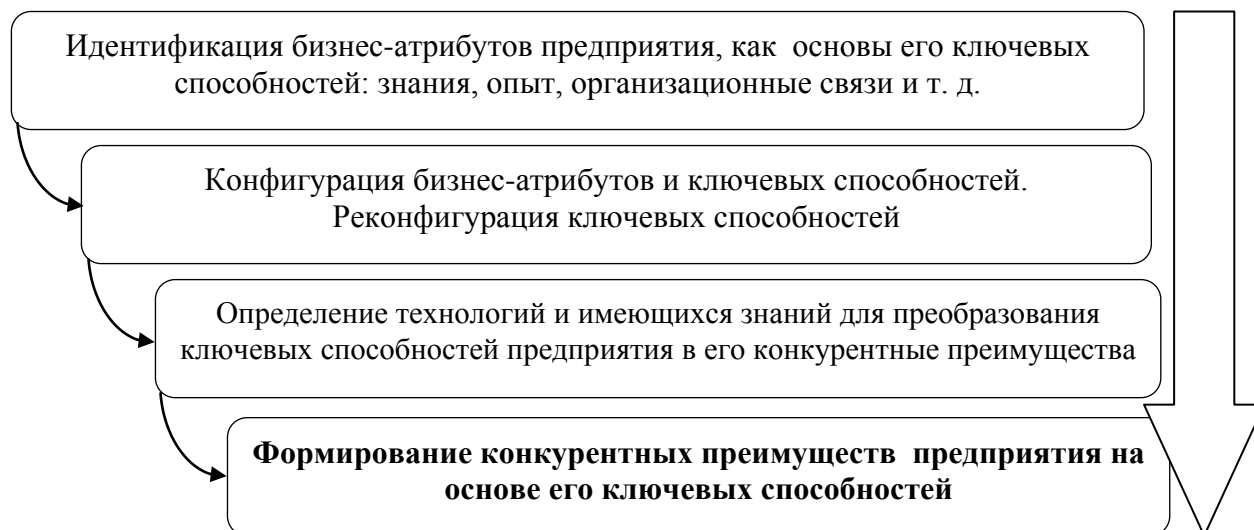 Идентификация бизнес-атрибутов предприятия, как основы его ключевых
способностей: знания, опыт, организационные связи и т. д.
Конфигурация бизнес-атрибутов и ключевых способностей.
Реконфигурация ключевых способностей
Определение технологий и имеющихся знаний для преобразования
ключевых способностей предприятия в его конкурентные преимущества
Формирование конкурентных преимуществ предприятия на
основе его ключевых способностей